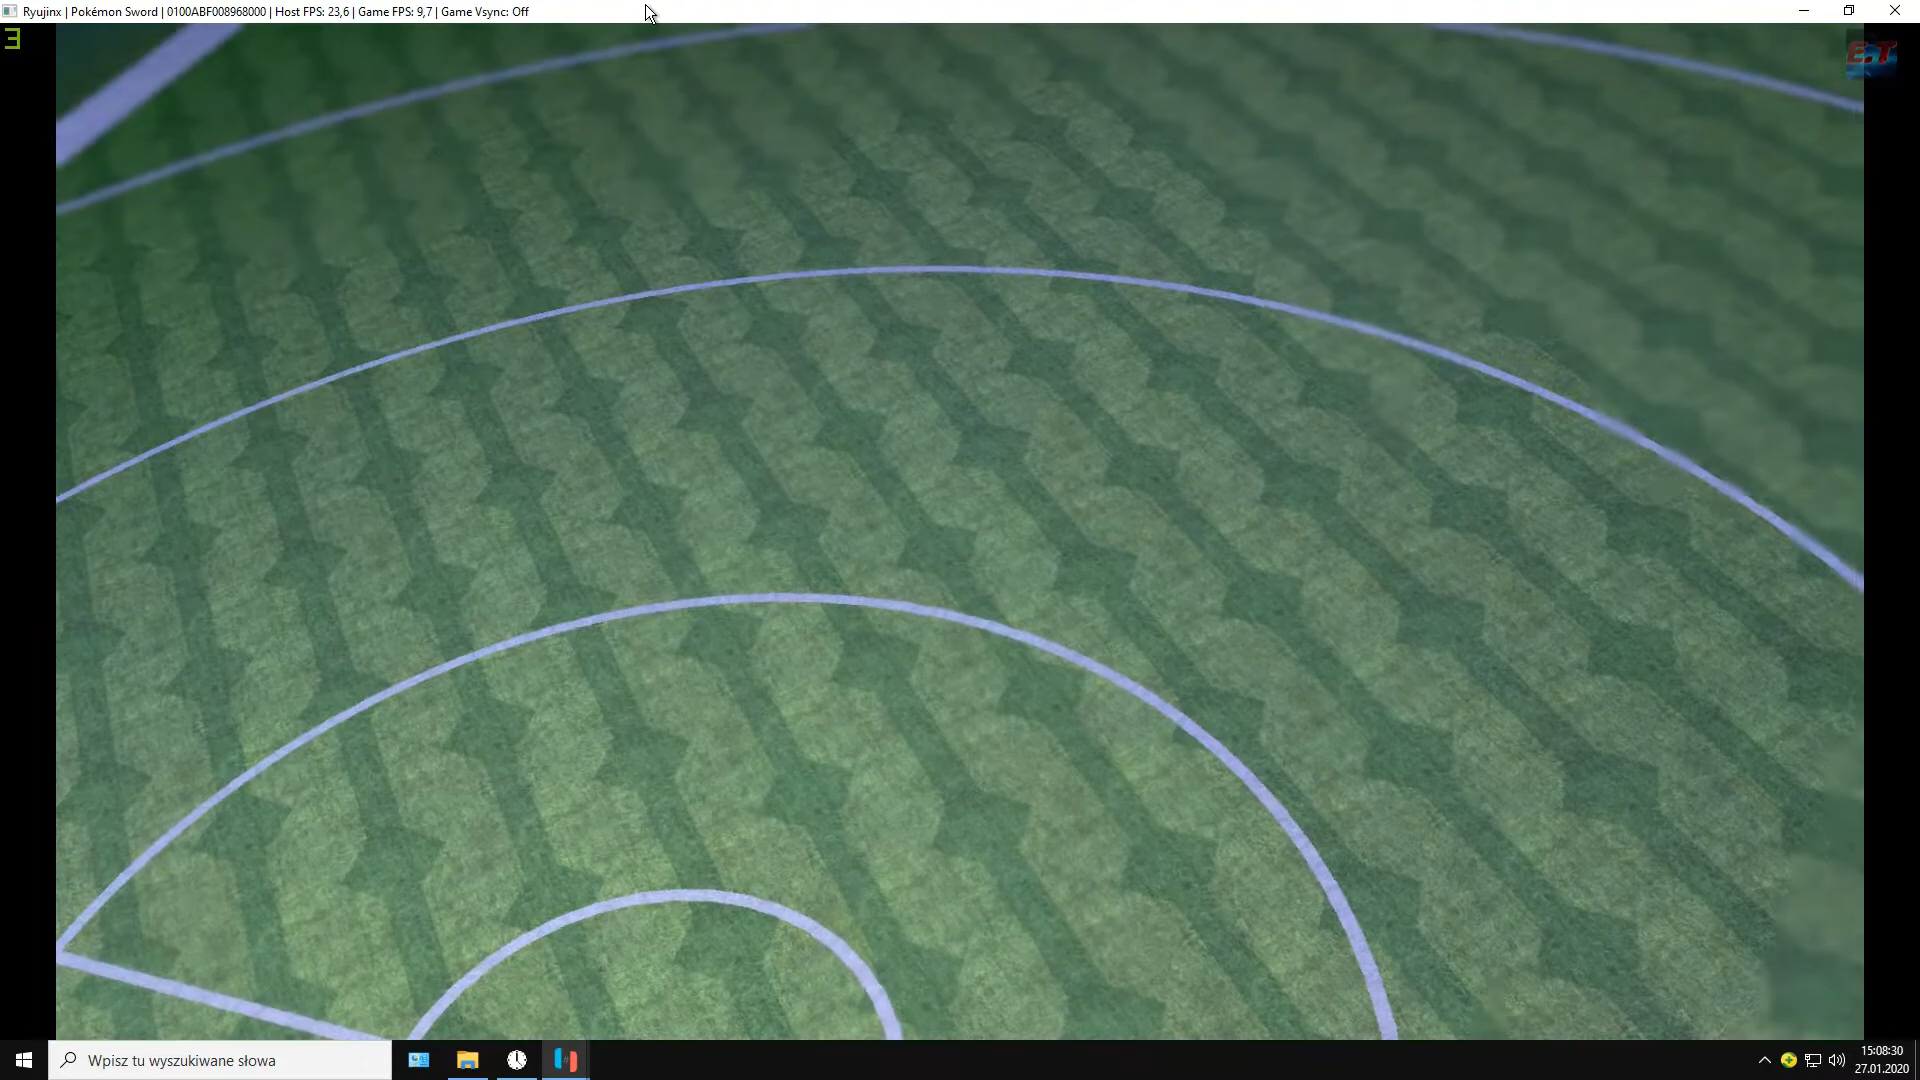 Ryujinx | Pokémon Sword | 0100ABF008968000 | Host FPS: 23,6 | Game FPS: 9,7 | Game Vsync: Off
3
E.T
Wpisz tu wyszukiwane słowa
15:08:30
27.01.2020